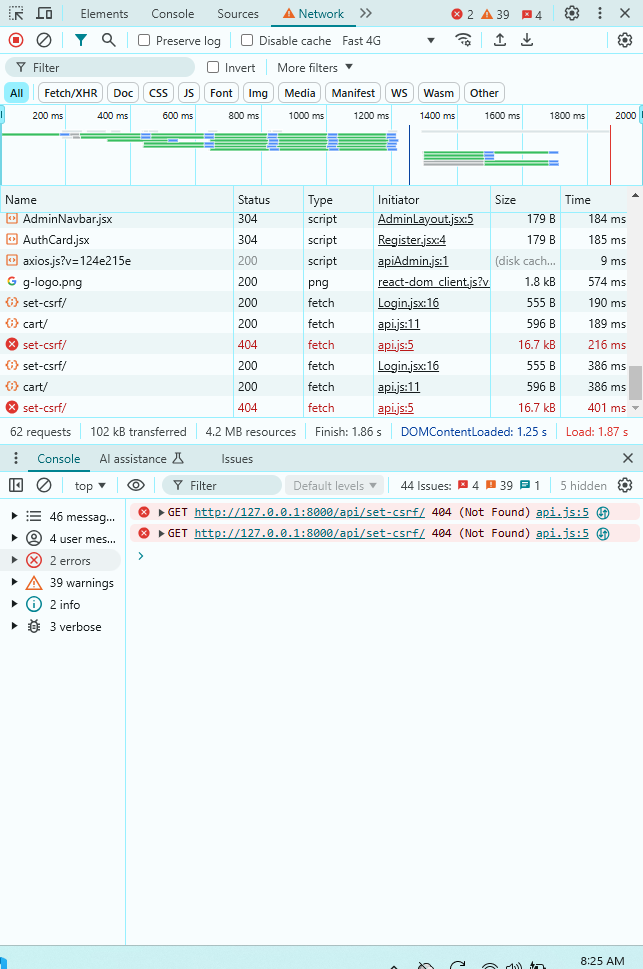 Elements Console Sources Network 2 39 4
Preserve log Disable cache Fast 4G
Filter Invert More filters
All Fetch/XHR Doc CSS JS Font Img Media Manifest WS Wasm Other
200 ms 400 ms 600 ms 800 ms 1000 ms 1200 ms 1400 ms 1600 ms 1800 ms 2000
Name Status Type Initiator Size Time
AdminNavbar.jsx 304 script AdminLayout.jsx:5 179 B 184 ms
AuthCard.jsx 304 script Register.jsx:4 179 B 185 ms
axios.js?v=124e215e 200 script apiAdmin.js:1 (disk cac... 9 ms
g-logo.png 200 png react-dom_client.js?v 1.8 kB 574 ms
set-csrf/ 200 fetch Login.jsx:16 555 B 190 ms
cart/ 200 fetch api.js:11 596 B 189 ms
set-csrf/ 404 fetch api.js:5 16.7 kB 216 ms
set-csrf/ 200 fetch Login.jsx:16 555 B 386 ms
cart/ 200 fetch api.js:11 596 B 386 ms
set-csrf/ 404 fetch api.js:5 16.7 kB 401 ms
62 requests 102 kB transferred 4.2 MB resources Finish: 1.86 s DOMContentLoaded: 1.25 s Load: 1.87 s
Console AI assistance Issues
top Filter Default levels 44 Issues: 4 39 1 5 hidden
46 messag...
4 user mes...
2 errors
39 warnings
2 info
3 verbose
GET http://127.0.0.1:8000/api/set-csrf/ 404 (Not Found) api.js:5
GET http://127.0.0.1:8000/api/set-csrf/ 404 (Not Found) api.js:5
8:25 AM